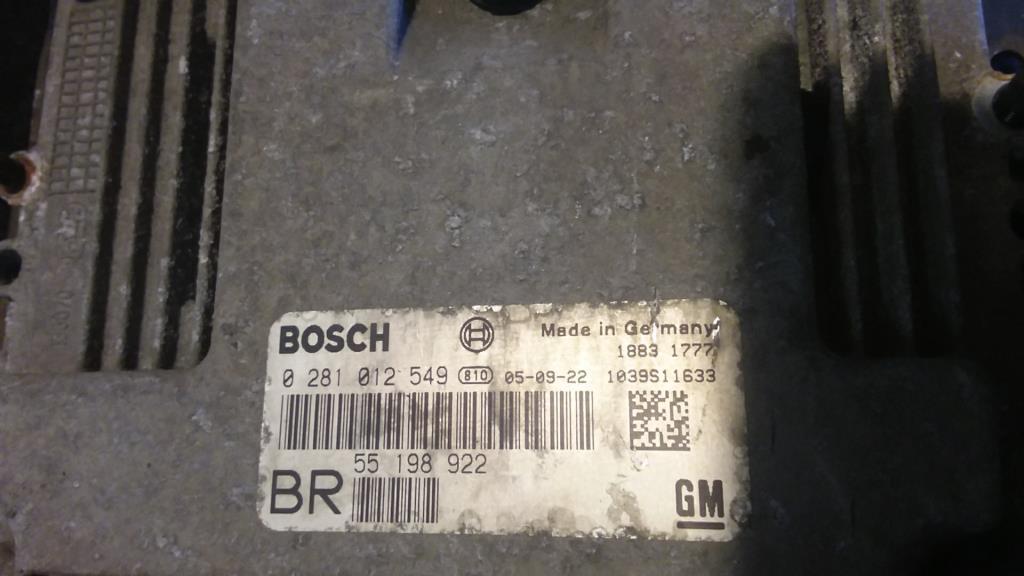 BOSCH
Made in Germany
1883 1777
0 281 012 549 810 05-09-22 1039S11633
55 198 922
BR
GM